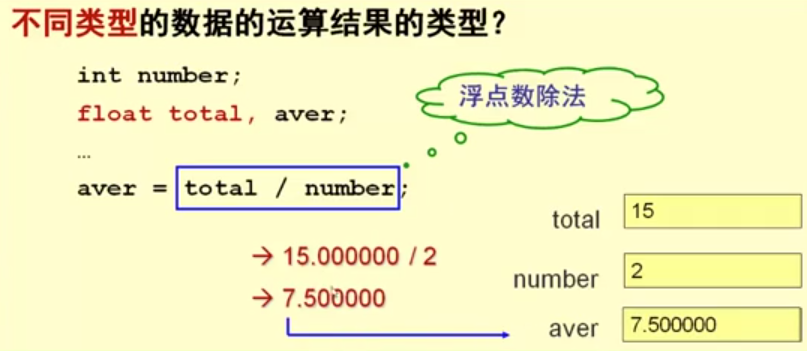 不同类型的数据的运算结果的类型？
int number;
float total, aver;
浮点数除法
…
aver = total / number;
→ 15.000000 / 2
→ 7.500000
total 15
number 2
aver 7.500000